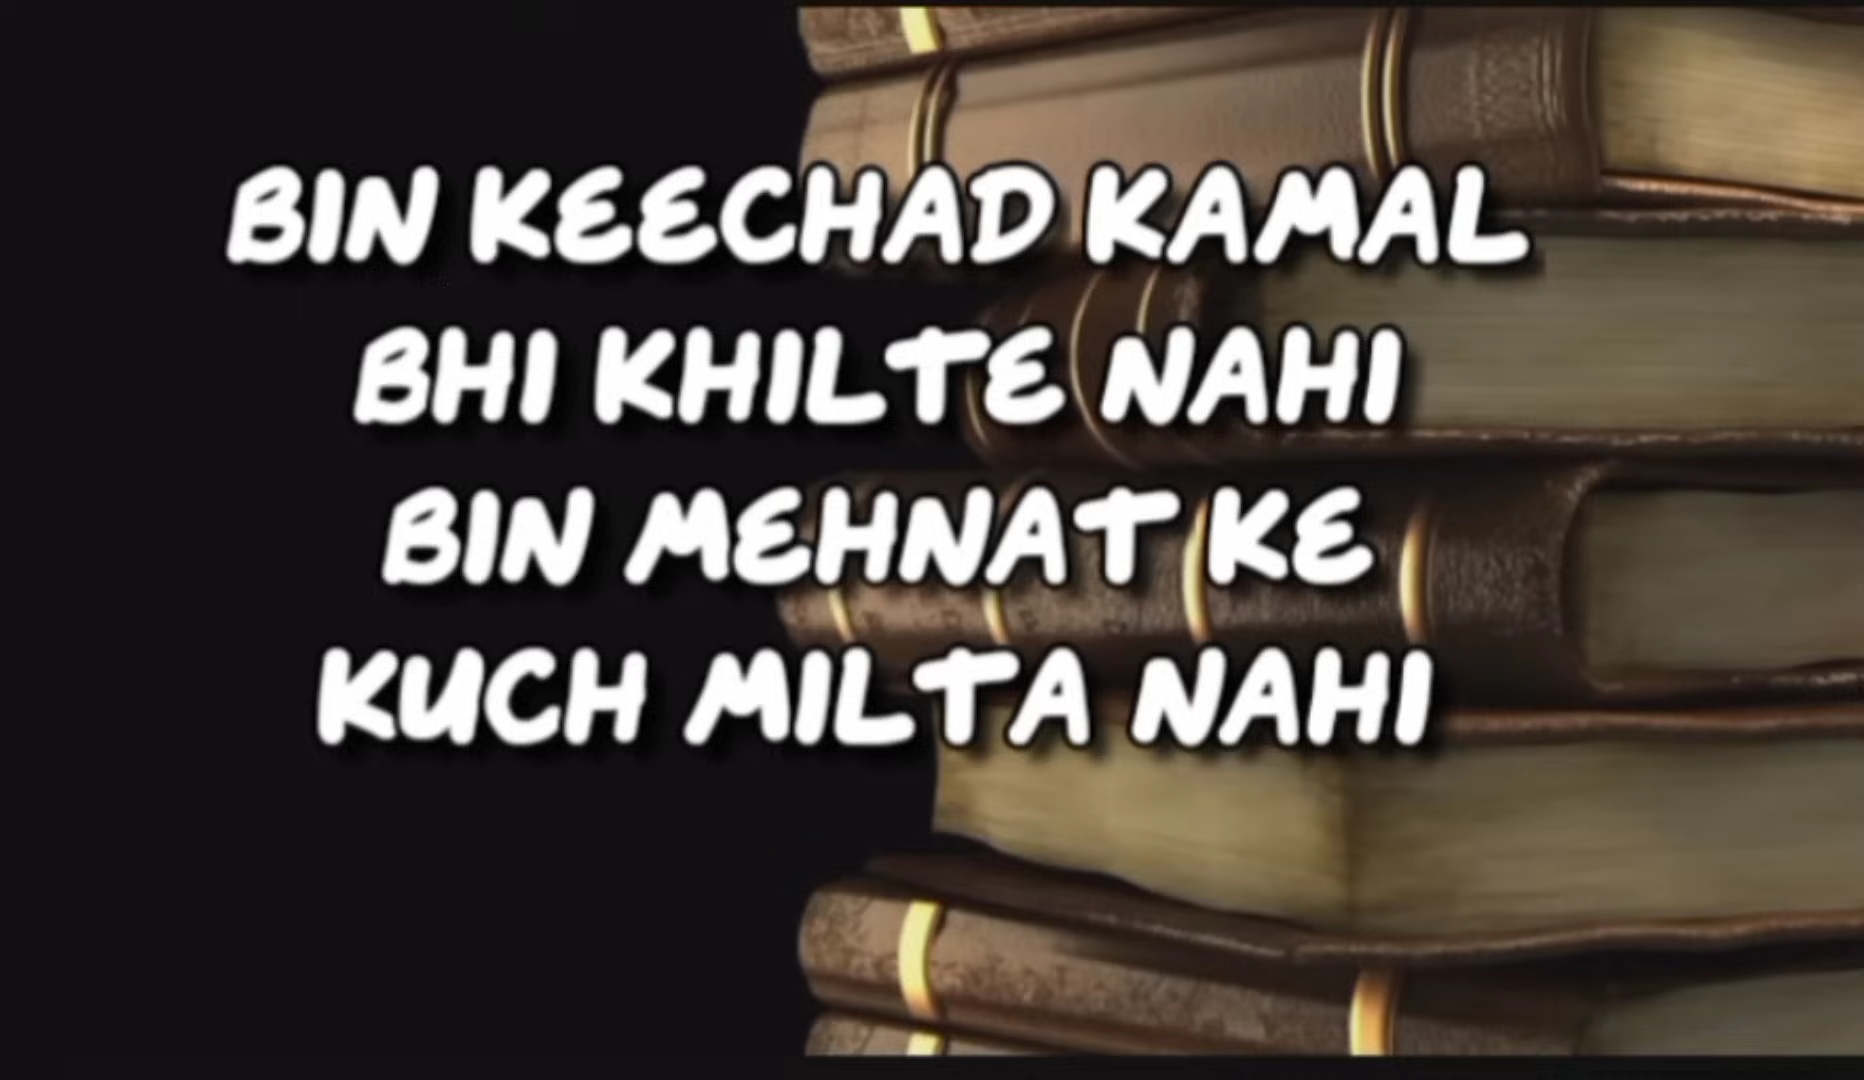 BIN KEECHAD KAMAL
BHI KHILTE NAHI
BIN MEHNAT KE
KUCH MILTA NAHI